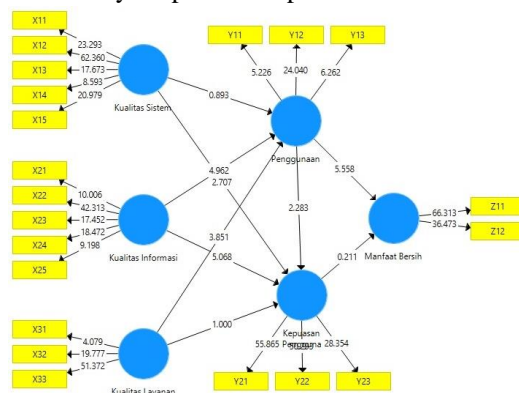 X11
X12
X13
X14
X15
23.293
62.360
17.673
8.593
20.979
Kualitas Sistem
Y11
Y12
Y13
5.226
24.040
6.262
0.893
Penggunaan
X21
X22
X23
X24
X25
10.006
42.313
17.452
18.472
9.198
Kualitas Informasi
4.962
2.707
3.851
5.068
2.283
5.558
0.211
1.000
Manfaat Bersih
66.313
36.473
Z11
Z12
X31
X32
X33
4.079
19.777
51.372
Kualitas Layanan
Kepuasan
Pengguna
55.865
28.354
Y21
Y22
Y23